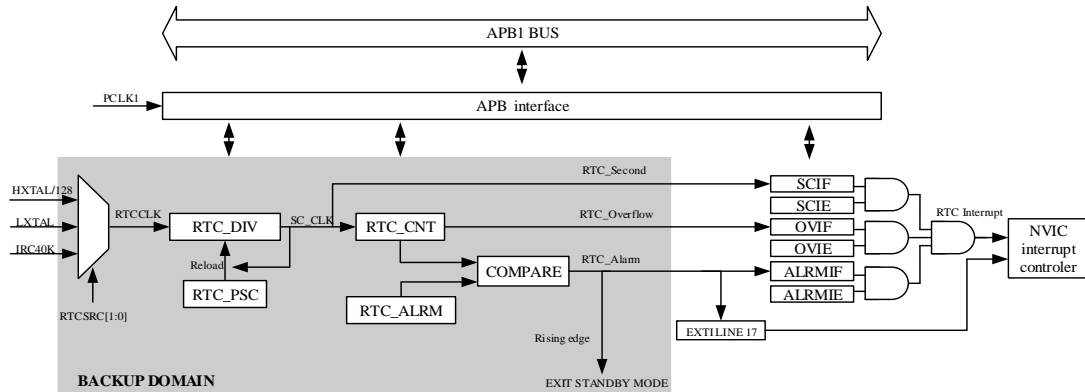 APB1 BUS
PCLK1
APB interface
HXTAL/128
LXTAL
IRC40K
RTCSRC[1:0]
RTCCLK
RTC_DIV
SC_CLK
Reload
RTC_PSC
RTC_CNT
RTC_ALRM
COMPARE
RTC_Second
RTC_Overflow
RTC_Alarm
Rising edge
EXIT STANDBY MODE
BACKUP DOMAIN
SCIF
SCIE
OVIF
OVIE
ALRMIF
ALRMIE
EXTI LINE 17
RTC Interrupt
NVIC
interrupt
controler